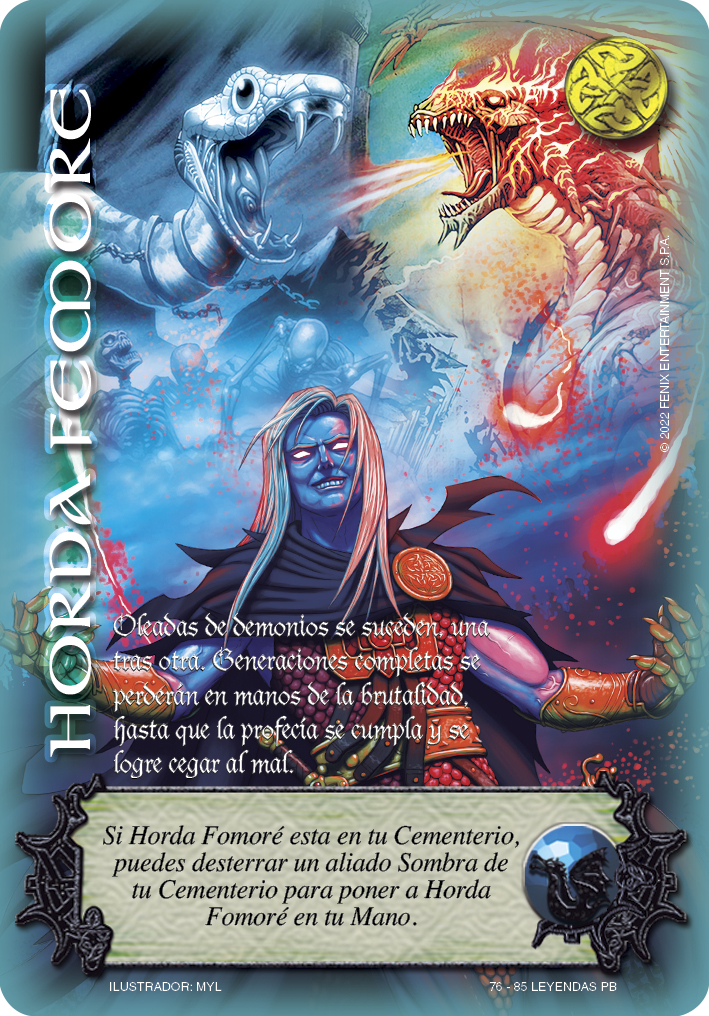 HORDA FEMORE
© 2022 FENIX ENTERTAINMENT S.P.A.
Oleadas de demonios se suceden, una
tras otra. Generaciones completas se
perderán en manos de la brutalidad,
hasta que la profecía se cumpla y se
logre cegar al mal.
Si Horda Fomoré esta en tu Cementerio,
puedes desterrar un aliado Sombra de
tu Cementerio para poner a Horda
Fomoré en tu Mano.
ILUSTRADOR: MYL
76 - 85 LEYENDAS PB